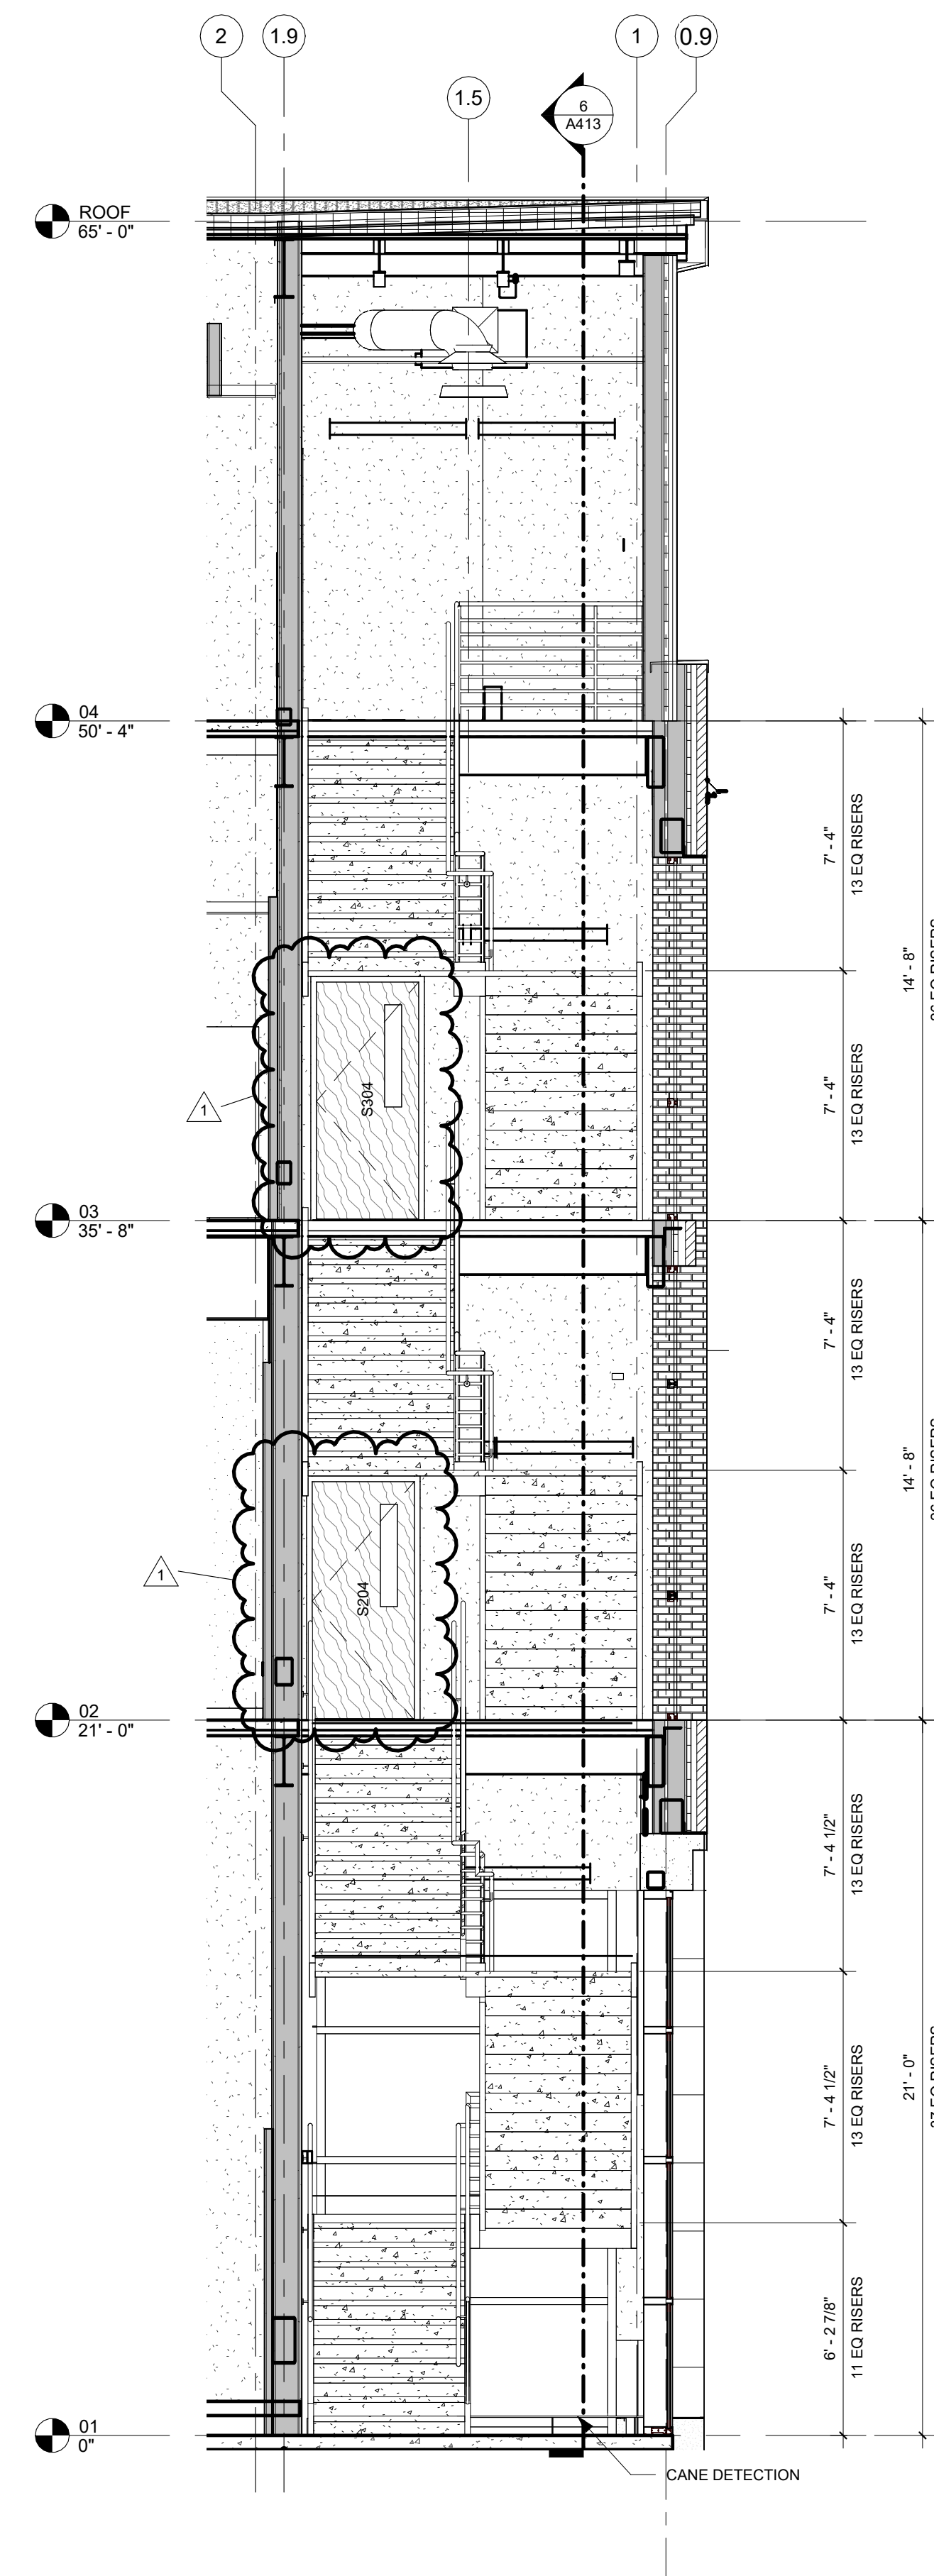 2
1.9
1.5
1
0.9
6
A413
ROOF
65' - 0"
04
50' - 4"
7' - 4"
13 EQ RISERS
14' - 8"
S304
1
7' - 4"
13 EQ RISERS
03
35' - 8"
7' - 4"
13 EQ RISERS
14' - 8"
S204
1
7' - 4"
13 EQ RISERS
02
21' - 0"
7' - 4 1/2"
13 EQ RISERS
7' - 4 1/2"
13 EQ RISERS
21' - 0"
6' - 2 7/8"
11 EQ RISERS
01
0"
CANE DETECTION